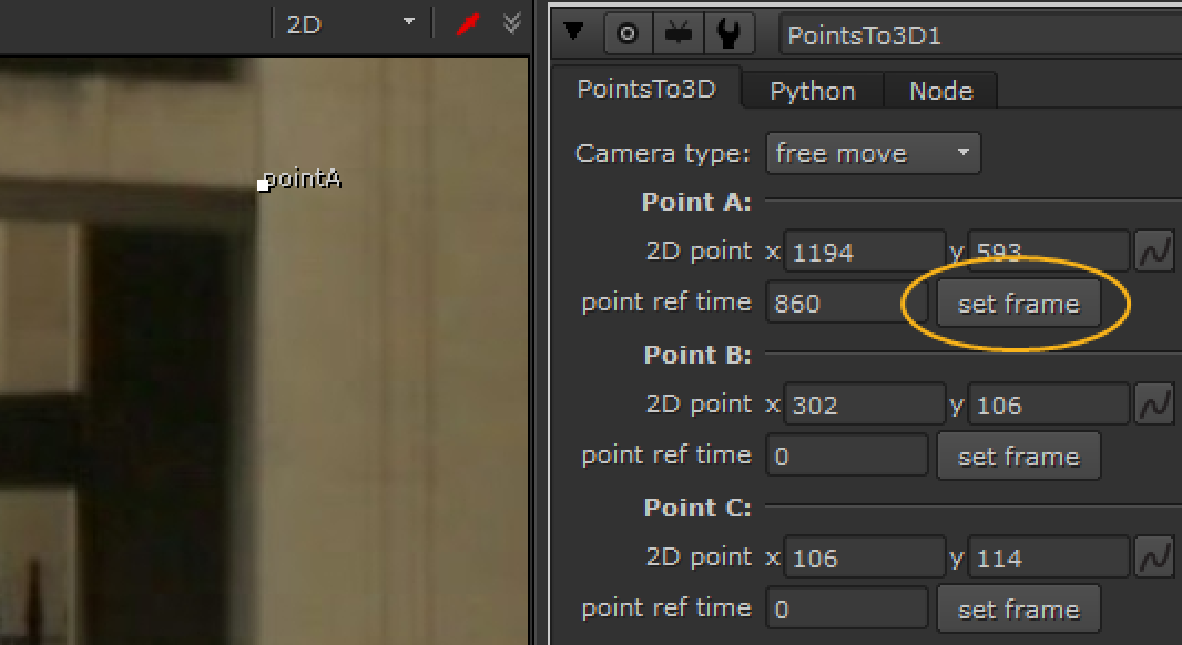 2D
pointA
PointsTo3D1
PointsTo3D Python Node
Camera type: free move
Point A:
2D point x 1194 y 593
point ref time 860 set frame
Point B:
2D point x 302 y 106
point ref time 0 set frame
Point C:
2D point x 106 y 114
point ref time 0 set frame